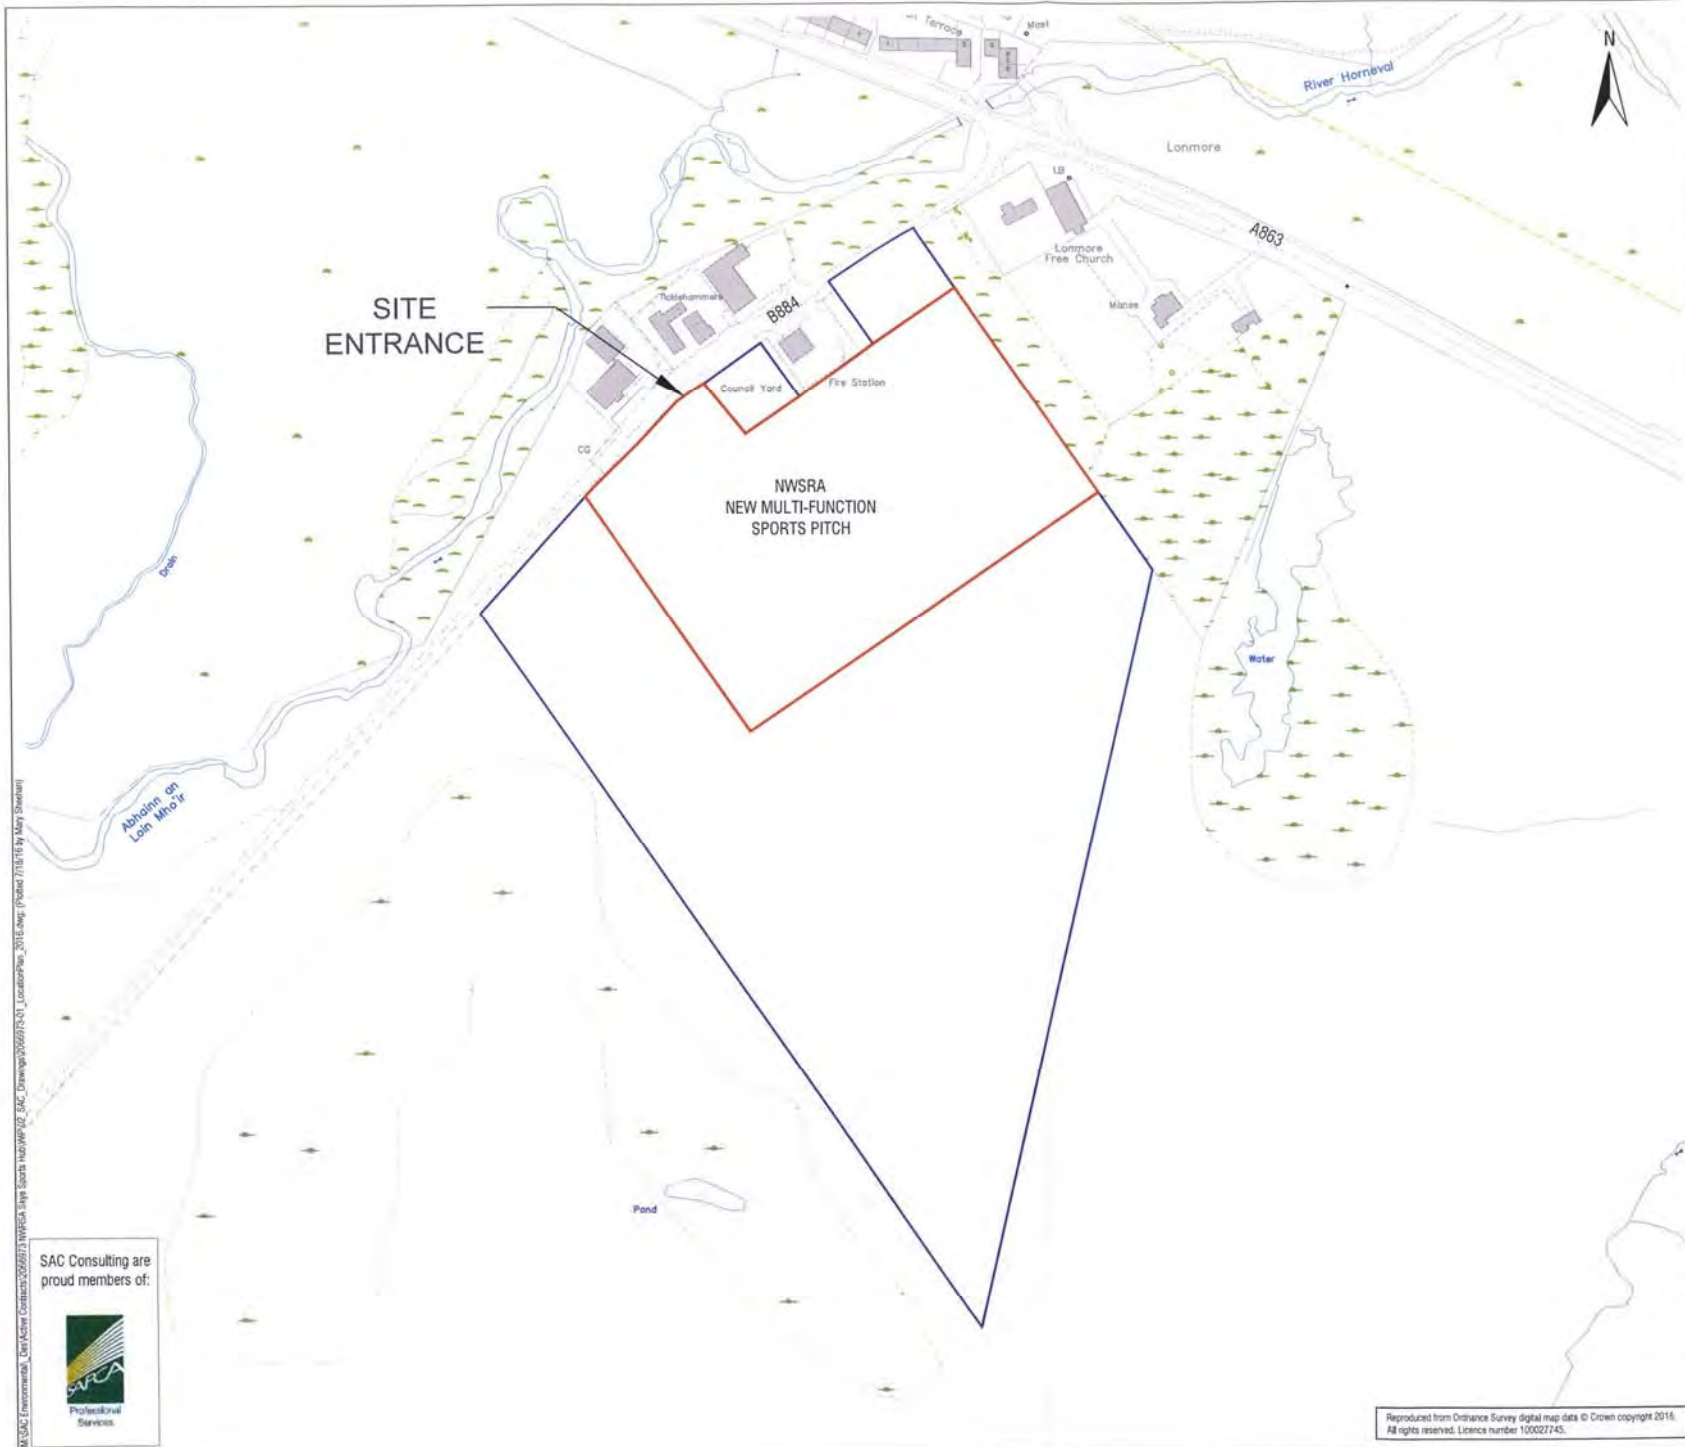 Terrace
Mast
N
River Horneval
Lonmore
LB
A863
Lonmore
Free Church
SITE
ENTRANCE
Ticklehammers
B884
Manse
Council Yard
Fire Station
CG
NWSRA
NEW MULTI-FUNCTION
SPORTS PITCH
Drain
Water
Abhainn an
Loin Mho'ir
Pond
SAC Consulting are
proud members of:
SAPCA
Professional
Services
Reproduced from Ordnance Survey digital map data © Crown copyright 2016.
All rights reserved. Licence number 100027745.